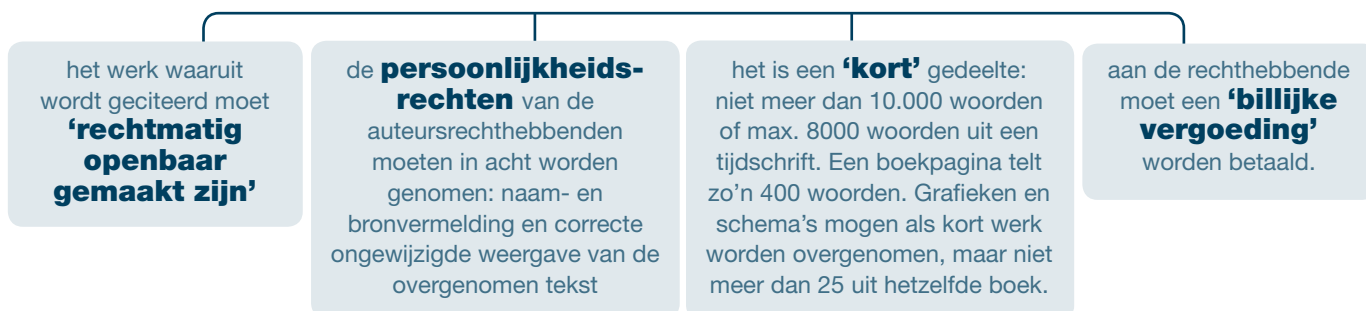 het werk waaruit
wordt geciteerd moet
‘rechtmatig
openbaar
gemaakt zijn’
de persoonlijkheids-
rechten van de
auteursrechthebbenden
moeten in acht worden
genomen: naam- en
bronvermelding en correcte
ongewijzigde weergave van de
overgenomen tekst
het is een ‘kort’ gedeelte:
niet meer dan 10.000 woorden
of max. 8000 woorden uit een
tijdschrift. Een boekpagina telt
zo’n 400 woorden. Grafieken en
schema’s mogen als kort werk
worden overgenomen, maar niet
meer dan 25 uit hetzelfde boek.
aan de rechthebbende
moet een ‘billijke
vergoeding’
worden betaald.